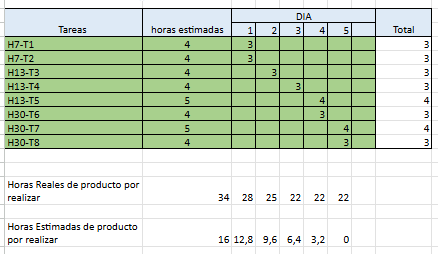 DIA
Tareas horas estimadas 1 2 3 4 5 Total
H7-T1 4 3 3
H7-T2 4 3 3
H13-T3 4 3 3
H13-T4 4 3 3
H13-T5 5 4 4
H30-T6 4 3 3
H30-T7 5 4 4
H30-T8 4 3 3
Horas Reales de producto por
realizar 34 28 25 22 22 22
Horas Estimadas de producto
por realizar 16 12,8 9,6 6,4 3,2 0